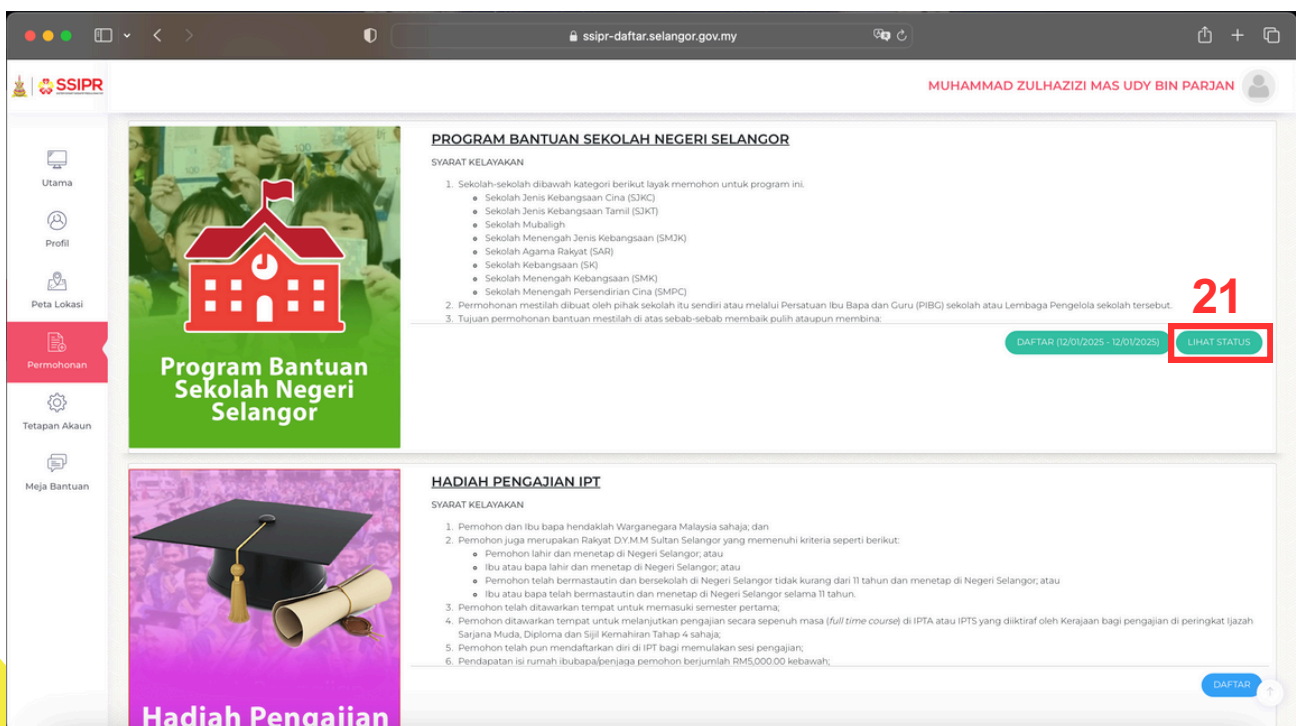 ssipr-daftar.selangor.gov.my
SSIPR
MUHAMMAD ZULHAZIZI MAS UDY BIN PARJAN
Utama
Profil
Peta Lokasi
Permohonan
Tetapan Akaun
Meja Bantuan
Program Bantuan
Sekolah Negeri
Selangor
PROGRAM BANTUAN SEKOLAH NEGERI SELANGOR
SYARAT KELAYAKAN
1. Sekolah-sekolah dibawah kategori berikut layak memohon untuk program ini.
Sekolah Jenis Kebangsaan Cina (SJKC)
Sekolah Jenis Kebangsaan Tamil (SJKT)
Sekolah Mubaligh
Sekolah Menengah Jenis Kebangsaan (SMJK)
Sekolah Agama Rakyat (SAR)
Sekolah Kebangsaan (SK)
Sekolah Menengah Kebangsaan (SMK)
Sekolah Menengah Persendirian Cina (SMPC)
2. Permohonan mestilah dibuat oleh pihak sekolah itu sendiri atau melalui Persatuan Ibu Bapa dan Guru (PIBG) sekolah atau Lembaga Pengelola sekolah tersebut.
3. Tujuan permohonan bantuan mestilah di atas sebab-sebab membaik pulih ataupun membina:
21
DAFTAR (12/01/2025 - 12/01/2025)
LIHAT STATUS
Hadiah Pengajian
HADIAH PENGAJIAN IPT
SYARAT KELAYAKAN
1. Pemohon dan Ibu bapa hendaklah Warganegara Malaysia sahaja; dan
2. Pemohon juga merupakan Rakyat D.Y.M.M Sultan Selangor yang memenuhi kriteria seperti berikut:
Pemohon lahir dan menetap di Negeri Selangor; atau
Ibu atau bapa lahir dan menetap di Negeri Selangor; atau
Pemohon telah bermastautin dan bersekolah di Negeri Selangor tidak kurang dari 11 tahun dan menetap di Negeri Selangor; atau
Ibu atau bapa telah bermastautin dan menetap di Negeri Selangor selama 11 tahun.
3. Pemohon telah ditawarkan tempat untuk memasuki semester pertama;
4. Pemohon ditawarkan tempat untuk melanjutkan pengajian secara sepenuh masa (full time course) di IPTA atau IPTS yang diiktiraf oleh Kerajaan bagi pengajian di peringkat Ijazah
Sarjana Muda, Diploma dan Sijil Kemahiran Tahap 4 sahaja;
5. Pemohon telah pun mendaftarkan diri di IPT bagi memulakan sesi pengajian;
6. Pendapatan isi rumah ibubapa/penjaga pemohon berjumlah RM5,000.00 kebawah;
DAFTAR